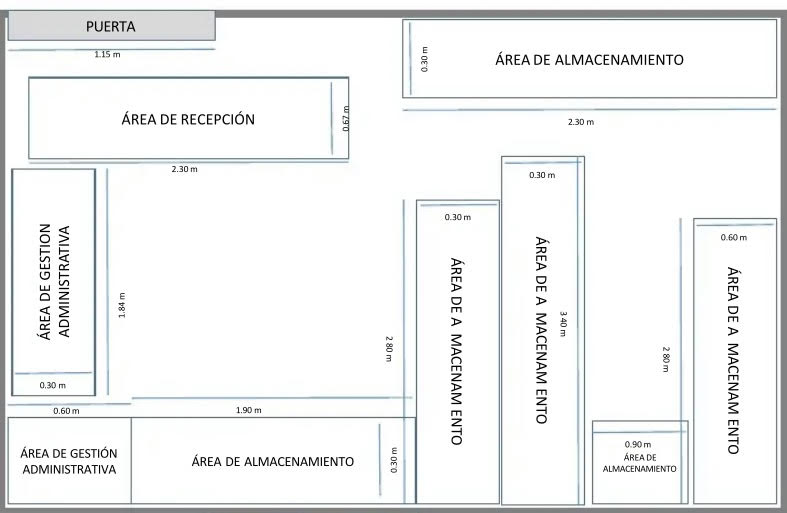 PUERTA
1.15 m
0.30 m
ÁREA DE ALMACENAMIENTO
2.30 m
ÁREA DE RECEPCIÓN
0.67 m
2.30 m
ÁREA DE GESTION
ADMINISTRATIVA
1.84 m
0.30 m
0.60 m
1.90 m
ÁREA DE GESTIÓN
ADMINISTRATIVA
ÁREA DE ALMACENAMIENTO
0.30 m
2 80 m
0.30 m
ÁREA DE A MACENAM ENTO
0.30 m
ÁREA DE A MACENAM ENTO
3 40 m
2 80 m
0.90 m
ÁREA DE
ALMACENAMIENTO
0.60 m
ÁREA DE A MACENAM ENTO